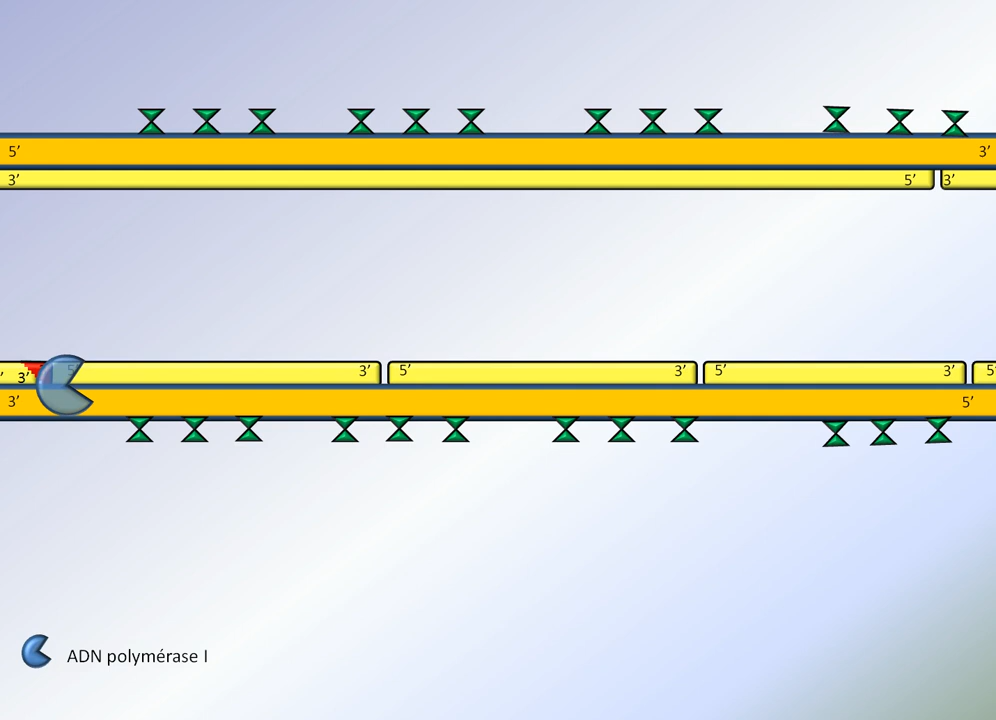 5’ 3’
3’ 5’ 3’
’ 3’ 5’ 3’ 5’ 3’ 5’ 3’ 5’
3’ 5’
ADN polymérase I